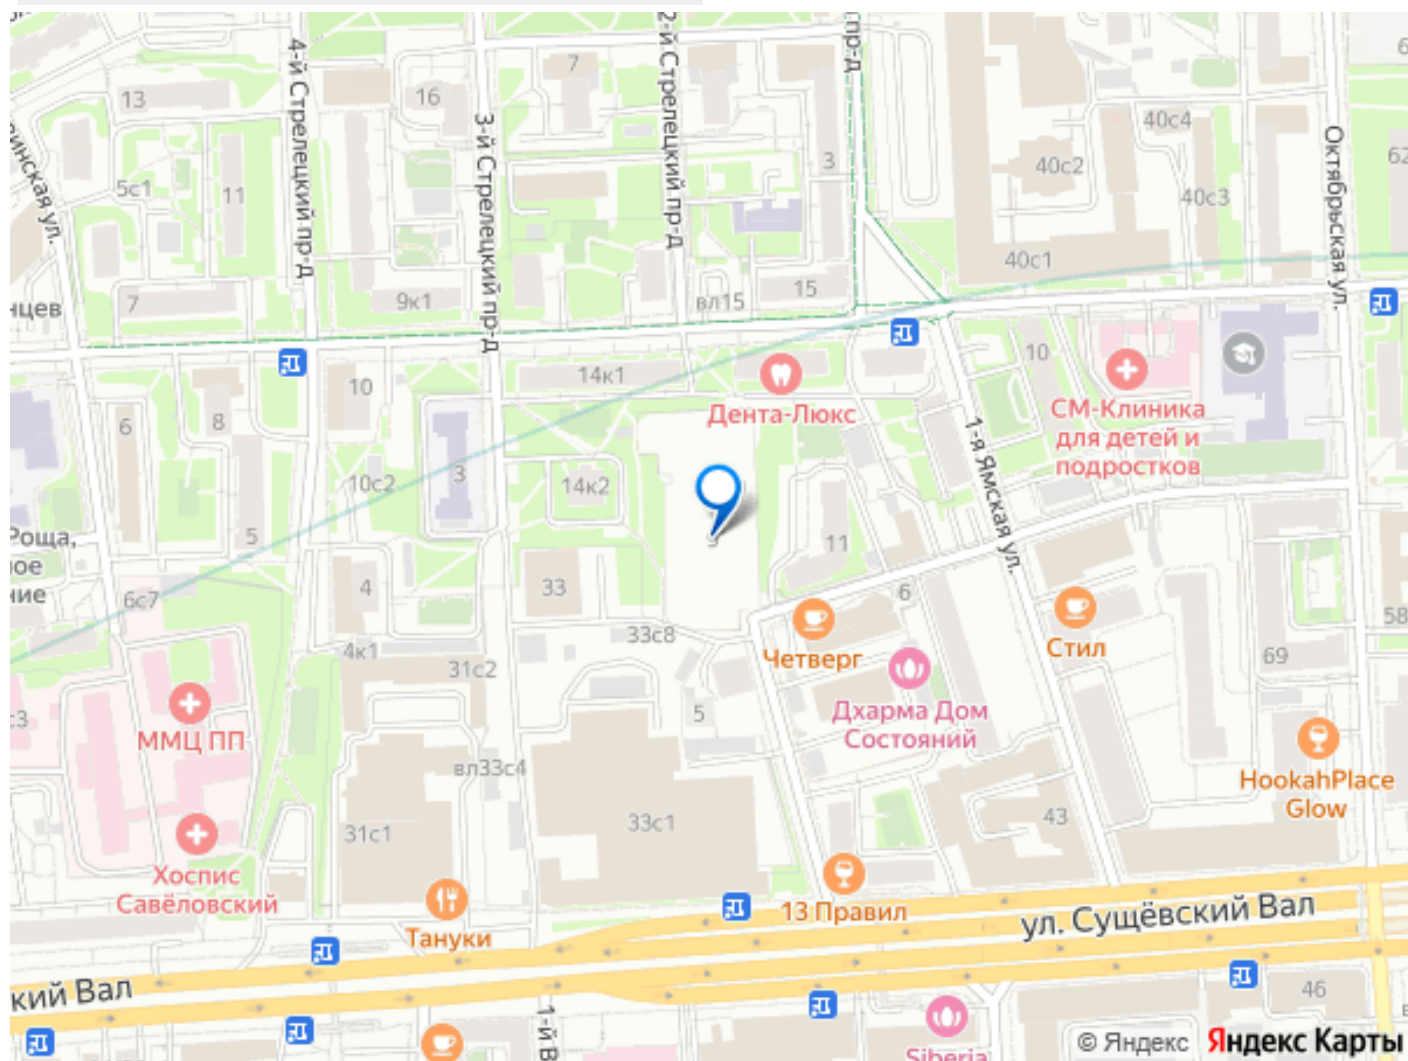 4-й Стрелецкий пр-д
3-й Стрелецкий пр-д
2-й Стрелецкий пр-д
пр-д
Октябрьская ул.
7
13
16
40с4
3
40с2
40с3
62
5с1
11
40с1
7
9к1
вл15
15
14к1
10
10
Дента-Люкс
СМ-Клиника
для детей и
подростков
1-я Ямская ул.
6
8
3
10с2
14к2
5
11
Роща,
6с7
4
33
6
Четверг
Стил
58
33с8
4к1
31с2
69
ММЦ ПП
5
Дхарма Дом
Состояний
вл33с4
HookahPlace
Glow
31с1
33с1
43
Хоспис
Савёловский
13 Правил
Тануки
ул. Сущёвский Вал
кий Вал
46
1-й В
Siberia
© Яндекс Яндекс Карты